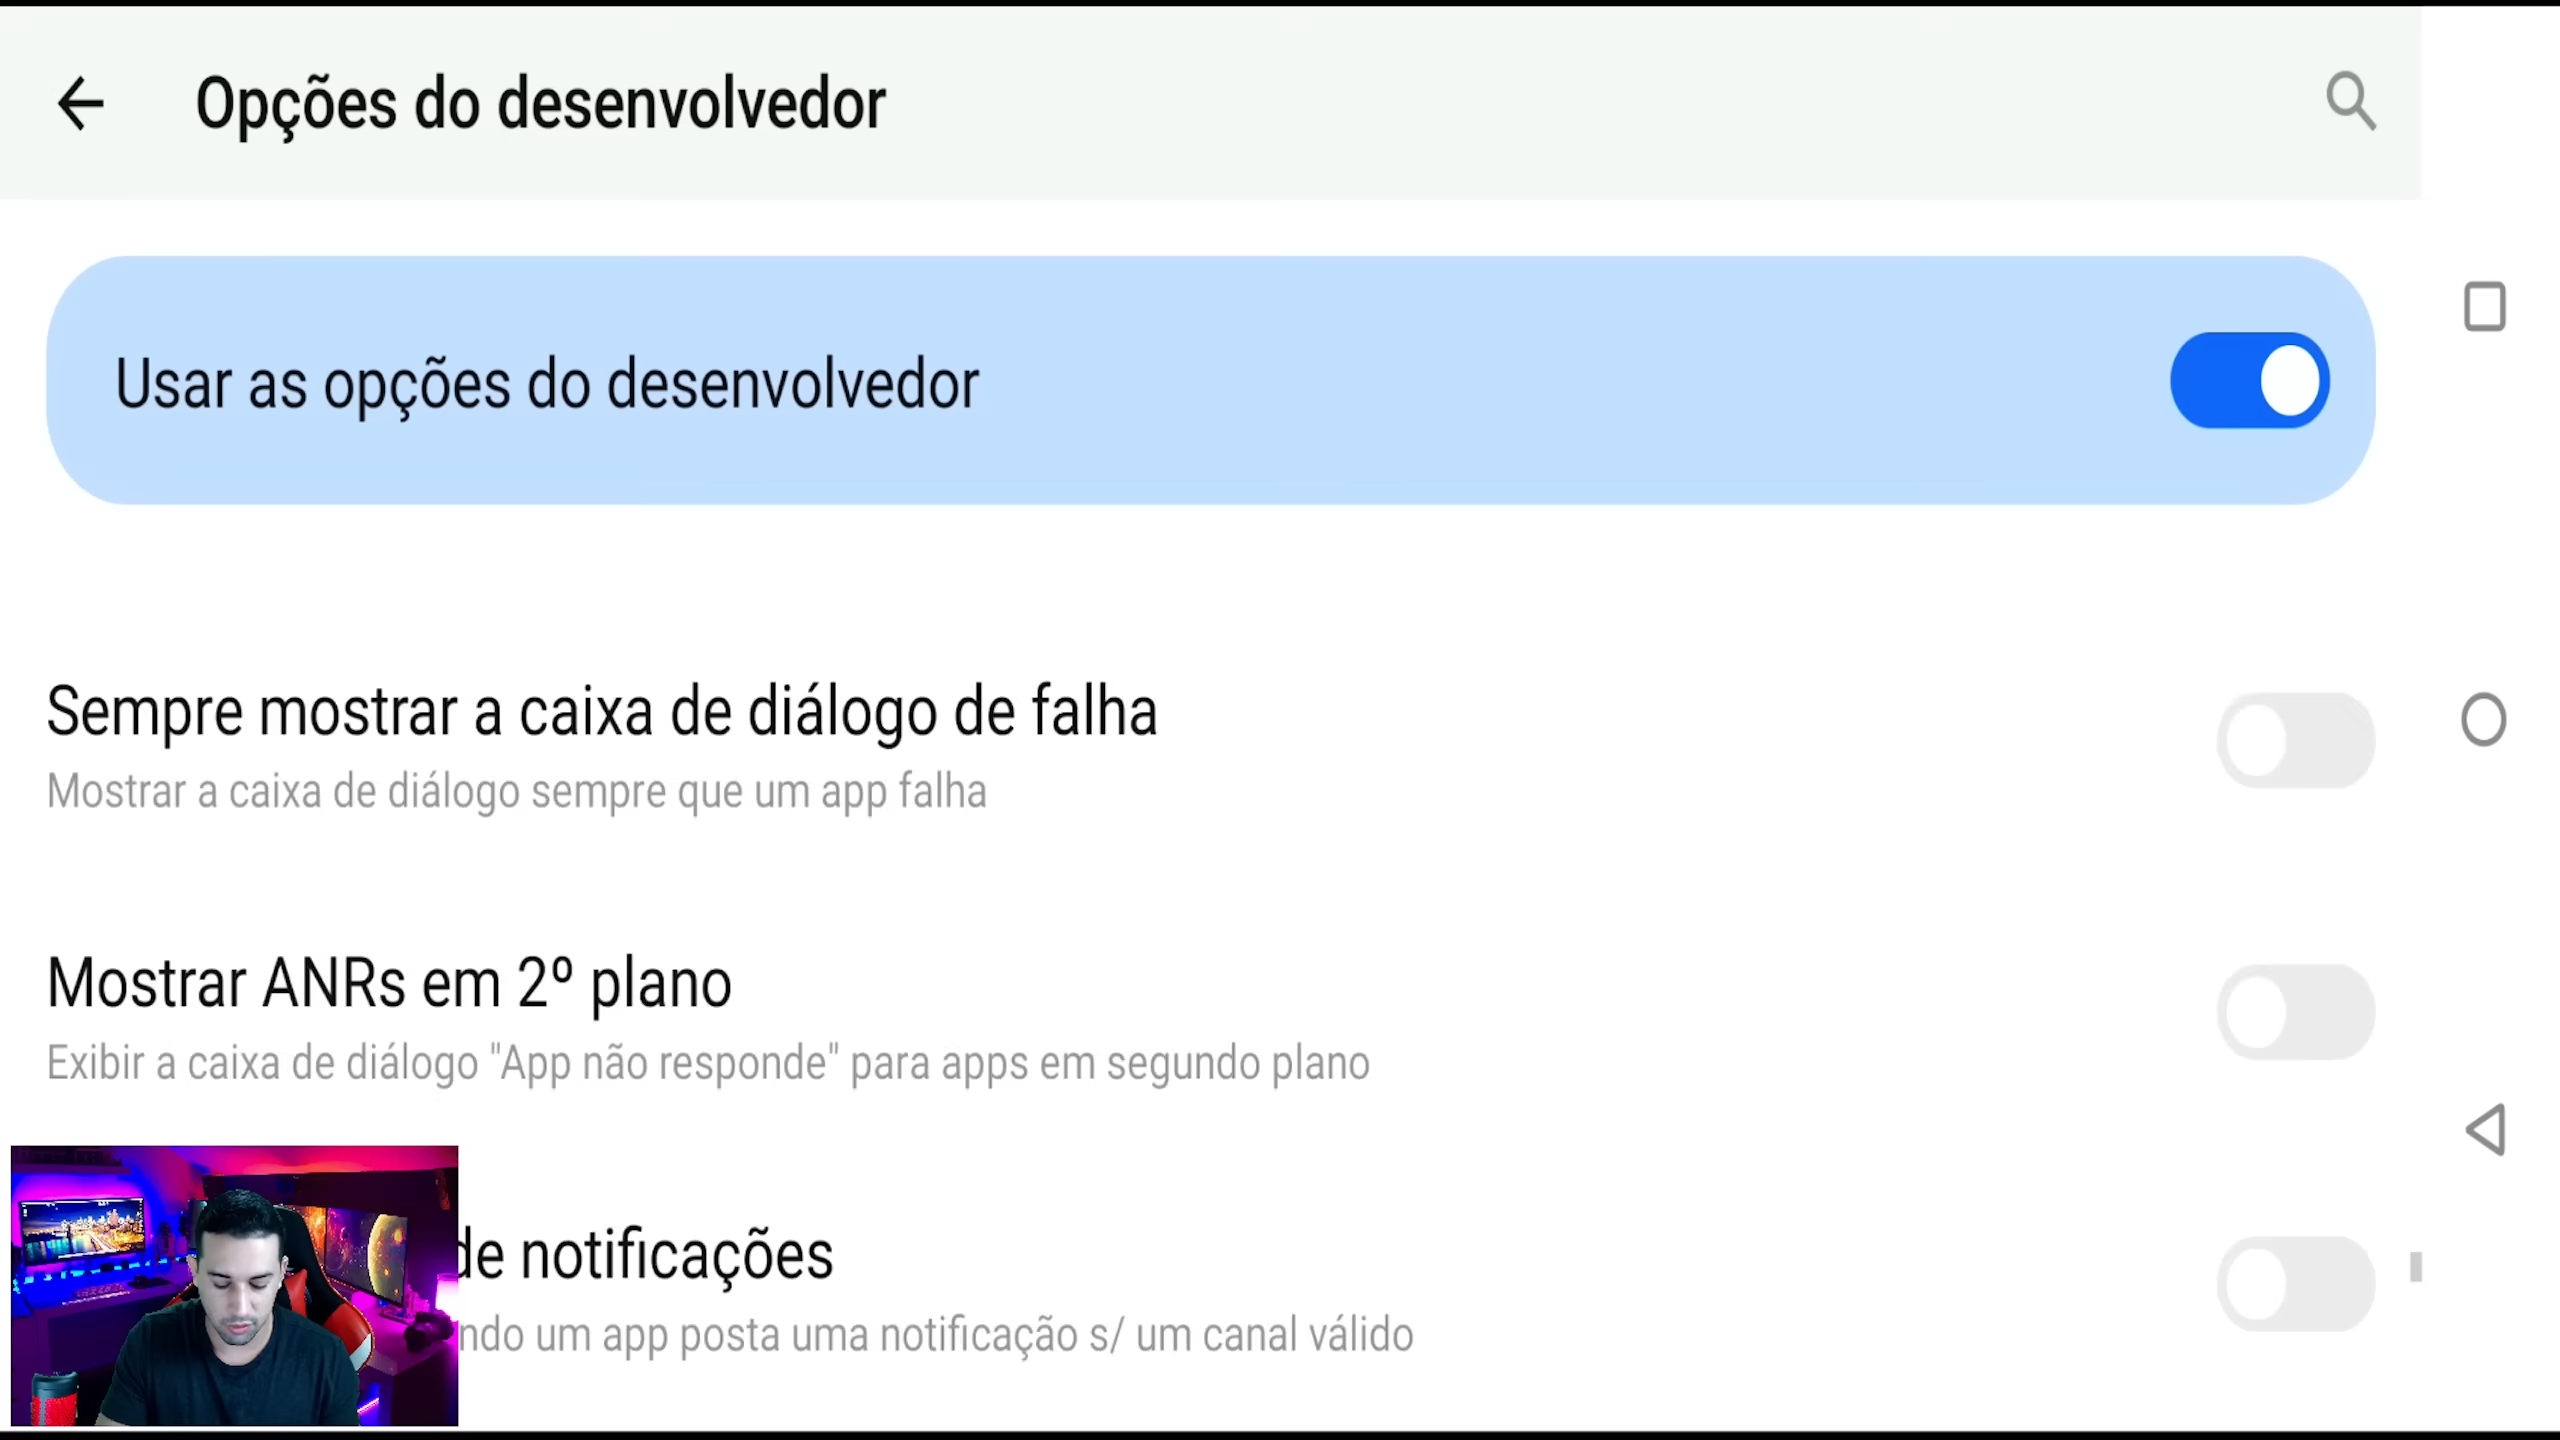 Opções do desenvolvedor
Usar as opções do desenvolvedor
Sempre mostrar a caixa de diálogo de falha
Mostrar a caixa de diálogo sempre que um app falha
Mostrar ANRs em 2º plano
Exibir a caixa de diálogo "App não responde" para apps em segundo plano
de notificações
ndo um app posta uma notificação s/ um canal válido